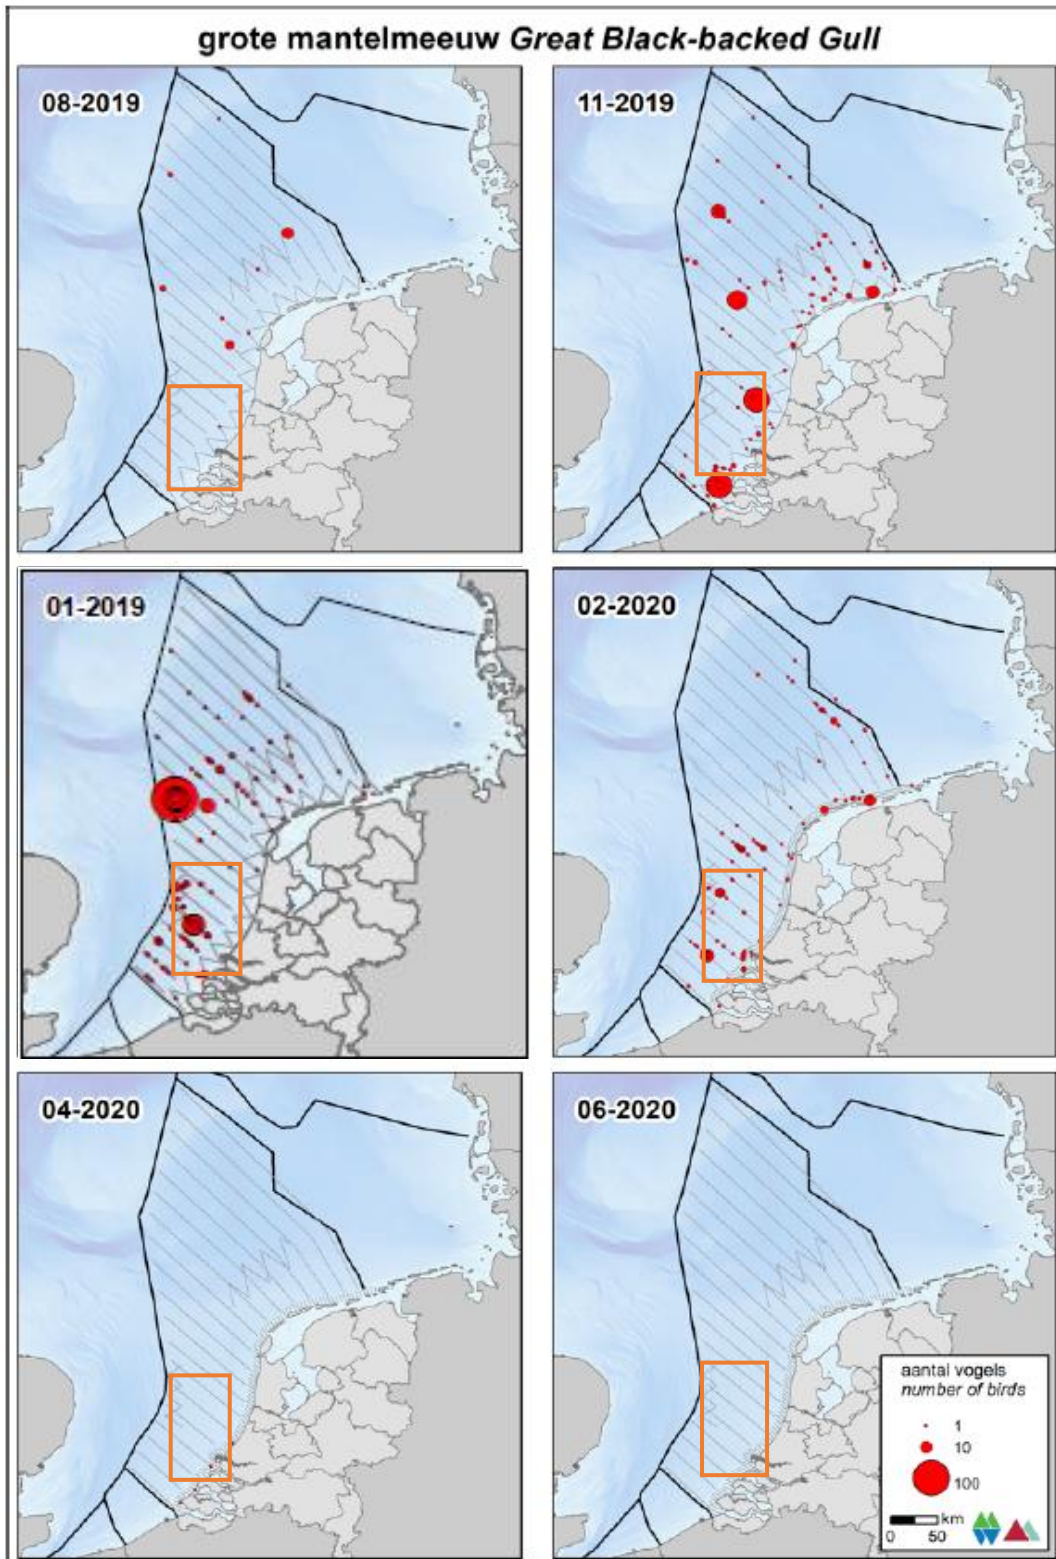 grote mantelmeeuw Great Black-backed Gull
08-2019
11-2019
01-2019
02-2020
04-2020
06-2020
aantal vogels
number of birds
1
10
100
km
0 50